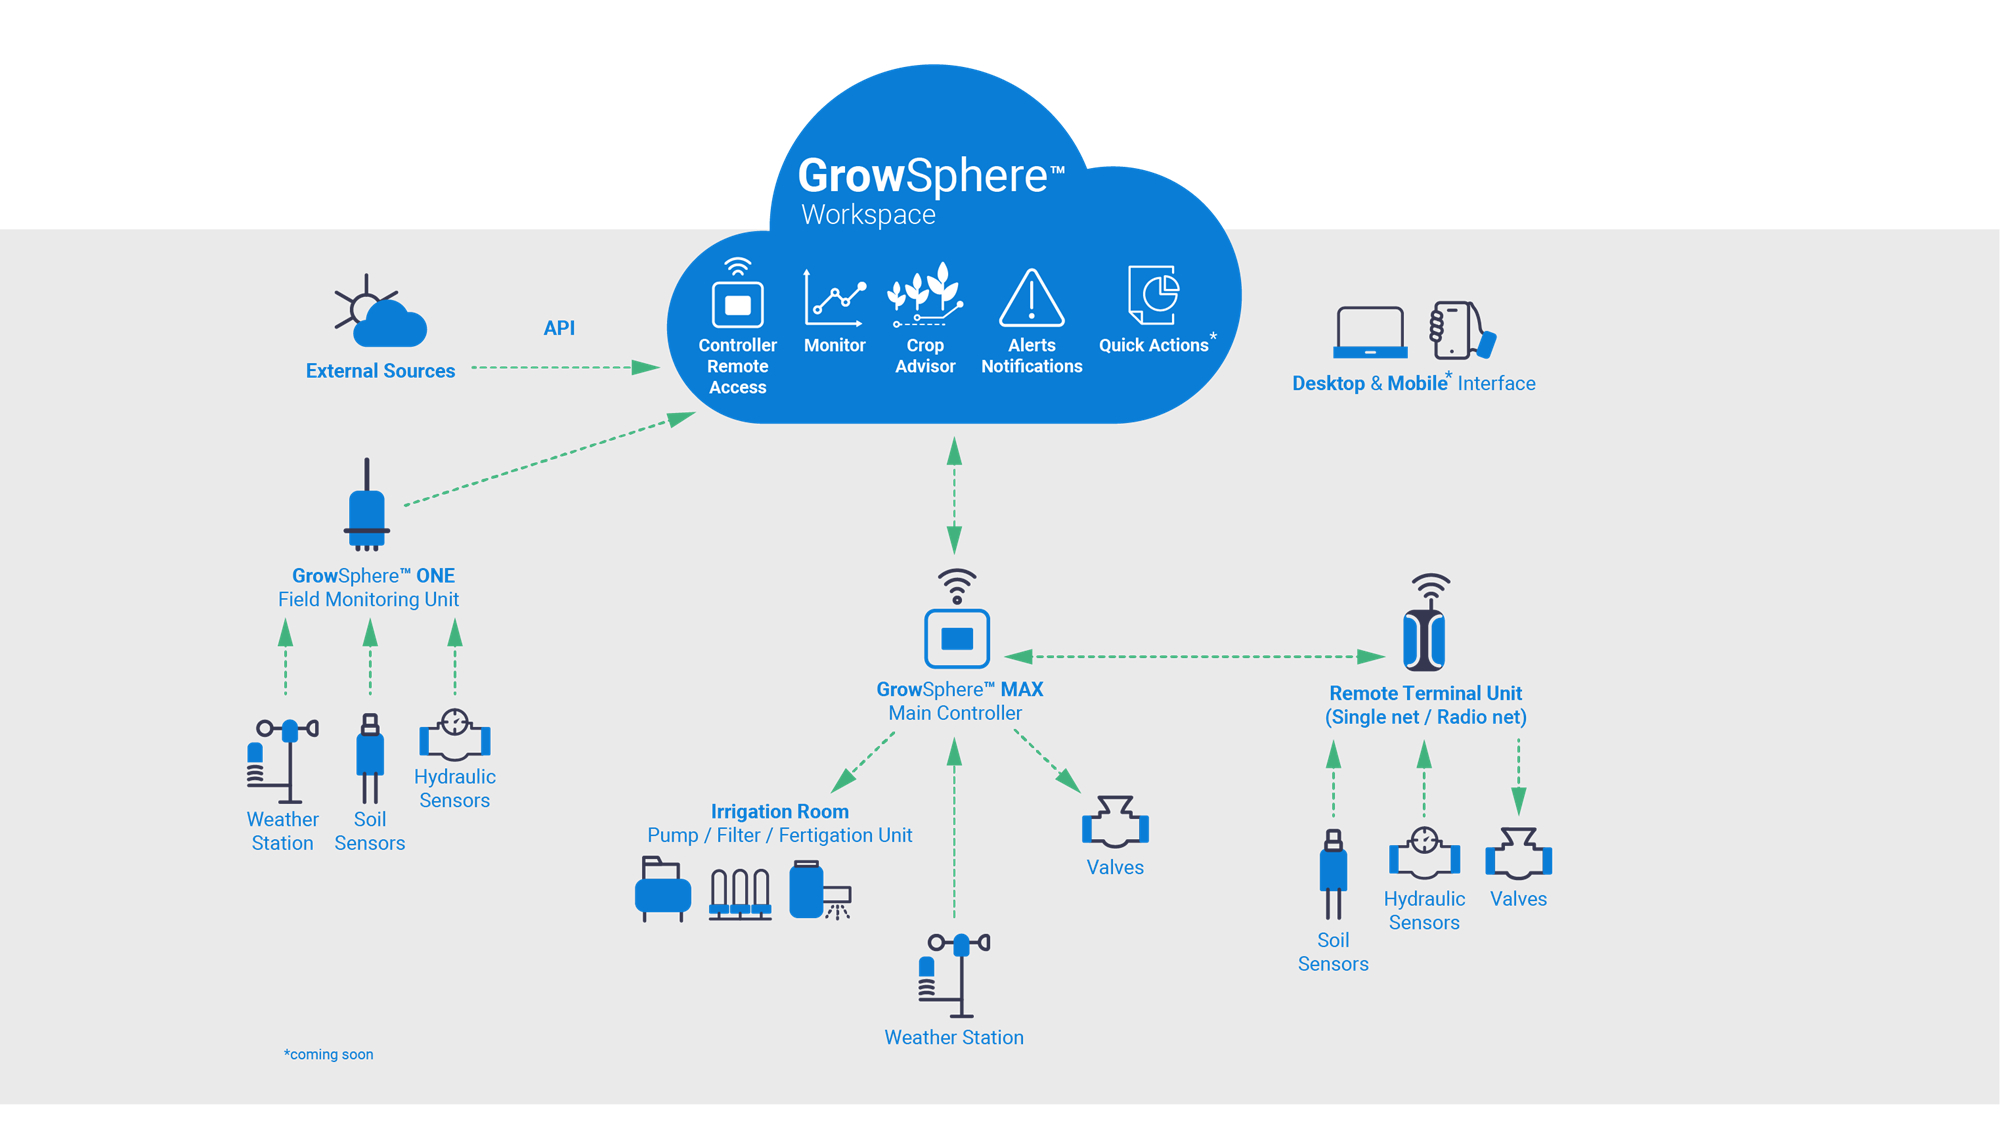 GrowSphere™
Workspace
Controller
Remote
Access
Monitor
Crop
Advisor
Alerts
Notifications
Quick Actions*
External Sources
API
Desktop & Mobile* Interface
GrowSphere™ ONE
Field Monitoring Unit
Weather
Station
Soil
Sensors
Hydraulic
Sensors
GrowSphere™ MAX
Main Controller
Remote Terminal Unit
(Single net / Radio net)
Irrigation Room
Pump / Filter / Fertigation Unit
Valves
Weather Station
Soil
Sensors
Hydraulic
Sensors
Valves
*coming soon